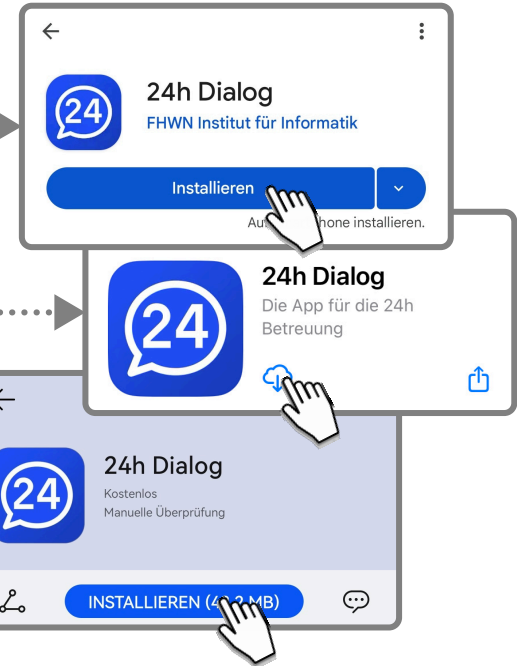 24h Dialog
24
FHWN Institut für Informatik
Installieren
hone installieren.
24h Dialog
24
Die App für die 24h
Betreuung
24h Dialog
24
Kostenlos
Manuelle Überprüfung
INSTALLIEREN (4 MB)